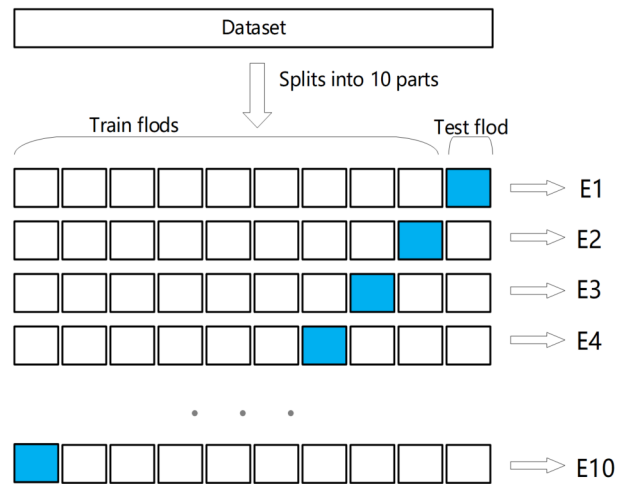 Dataset
Splits into 10 parts
Train flods
Test flod
E1
E2
E3
E4
E10